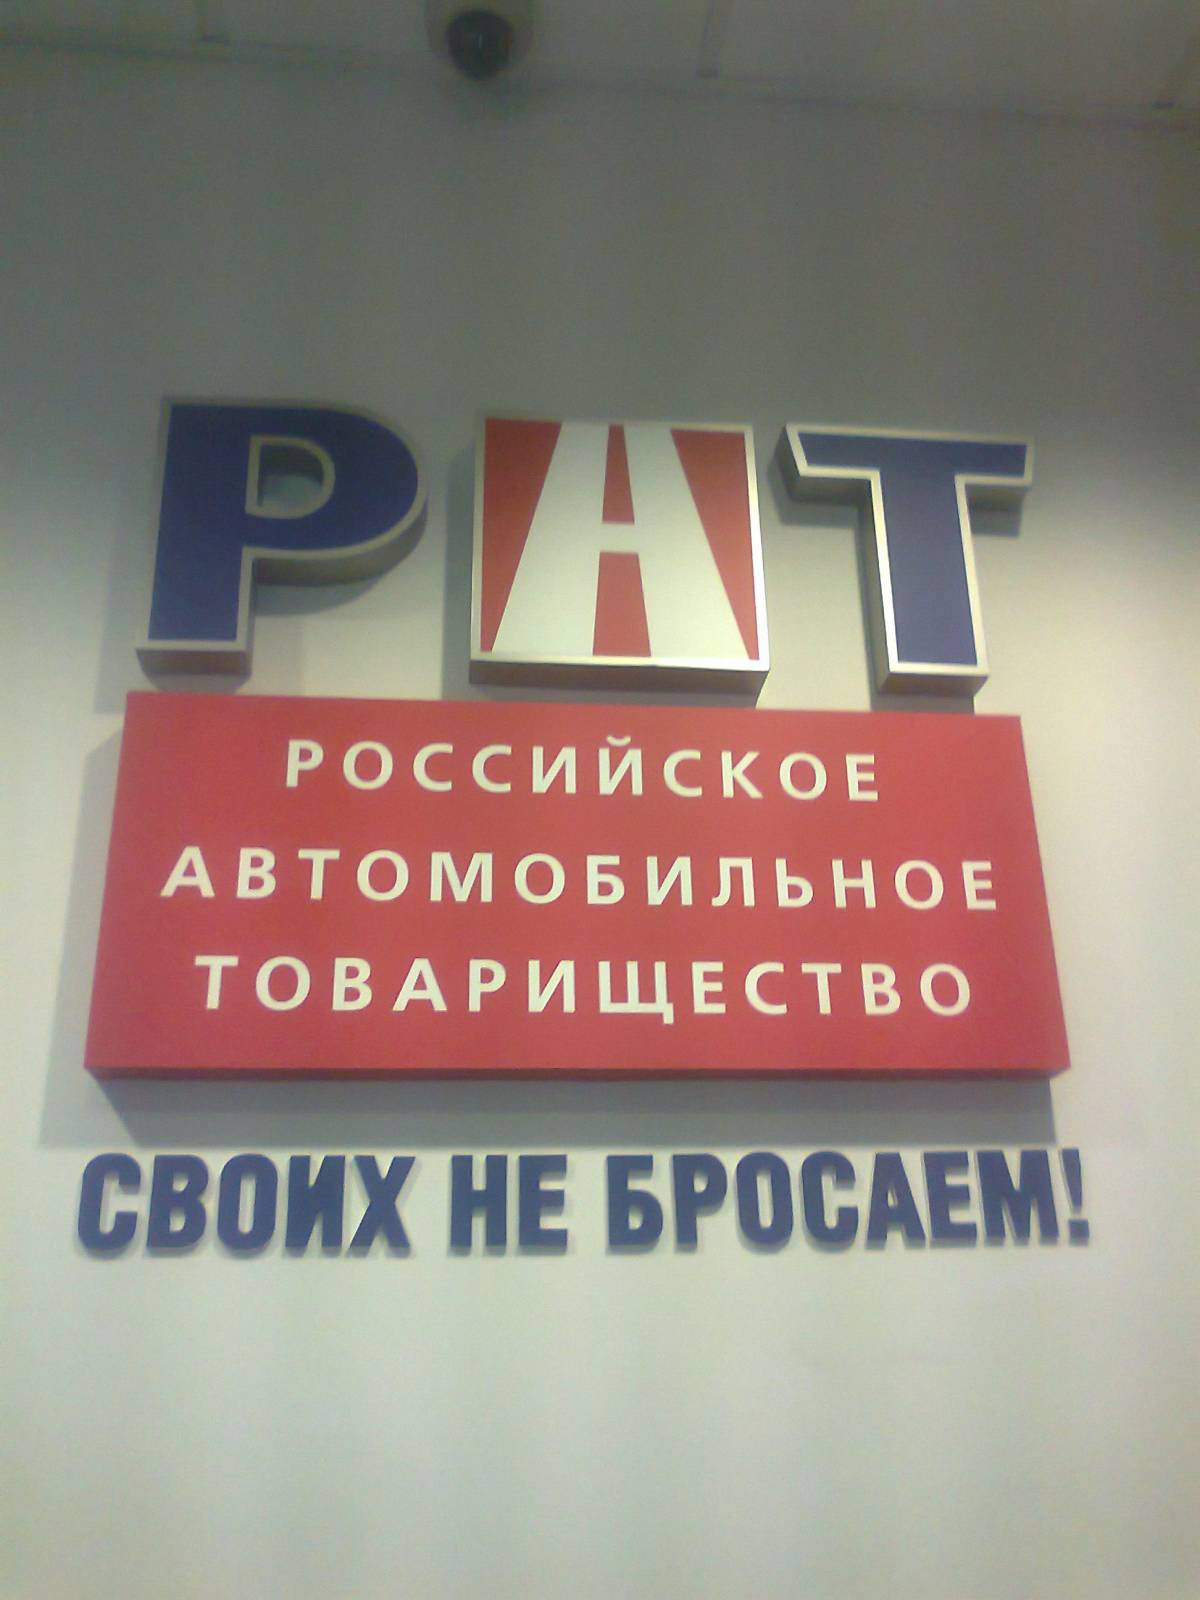 РАТ
РОССИЙСКОЕ
АВТОМОБИЛЬНОЕ
ТОВАРИЩЕСТВО
СВОИХ НЕ БРОСАЕМ!